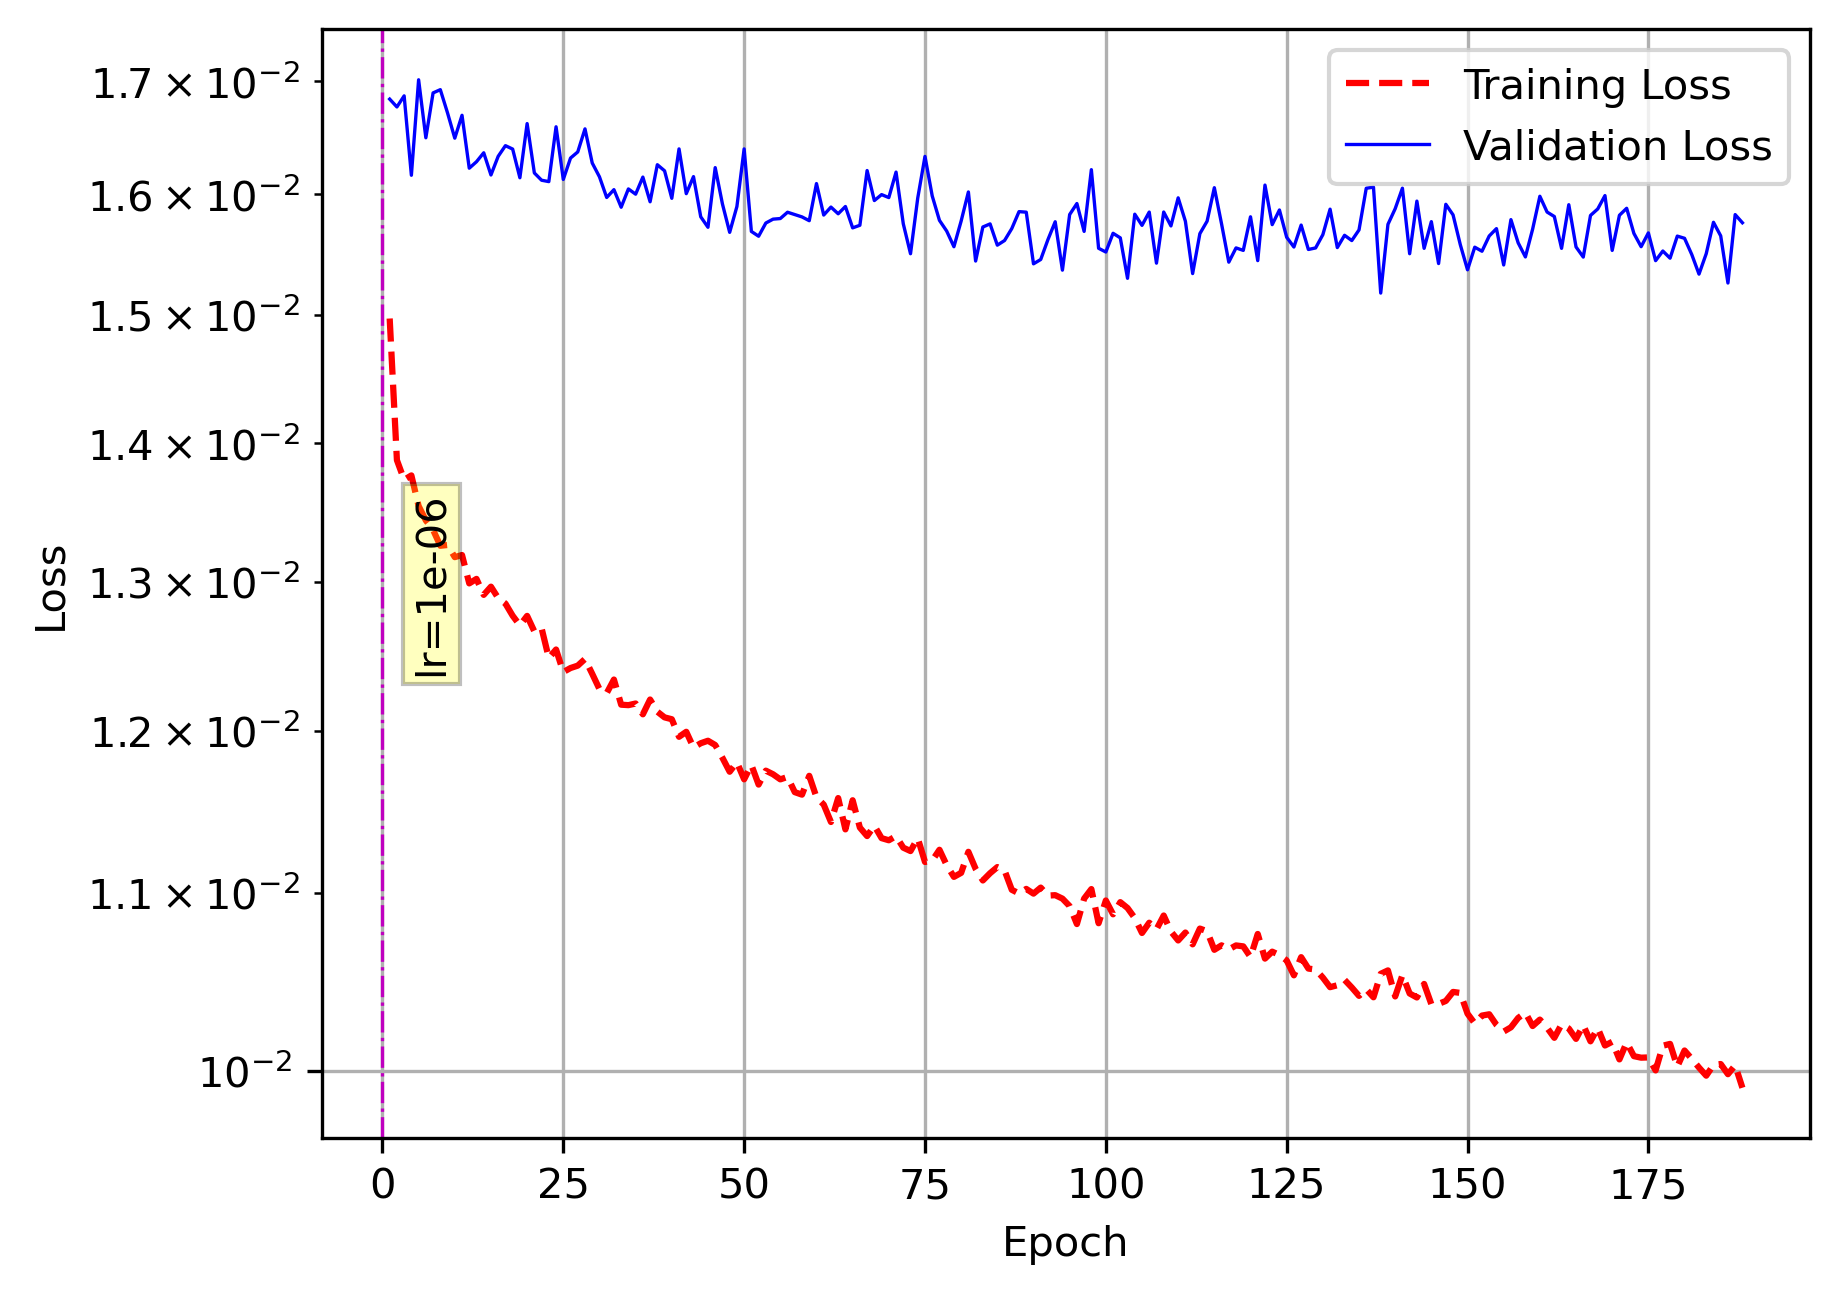 1.7 × 10⁻²
1.6 × 10⁻²
1.5 × 10⁻²
1.4 × 10⁻²
1.3 × 10⁻²
1.2 × 10⁻²
1.1 × 10⁻²
10⁻²
Loss
Training Loss
Validation Loss
lr=1e-06
0 25 50 75 100 125 150 175
Epoch